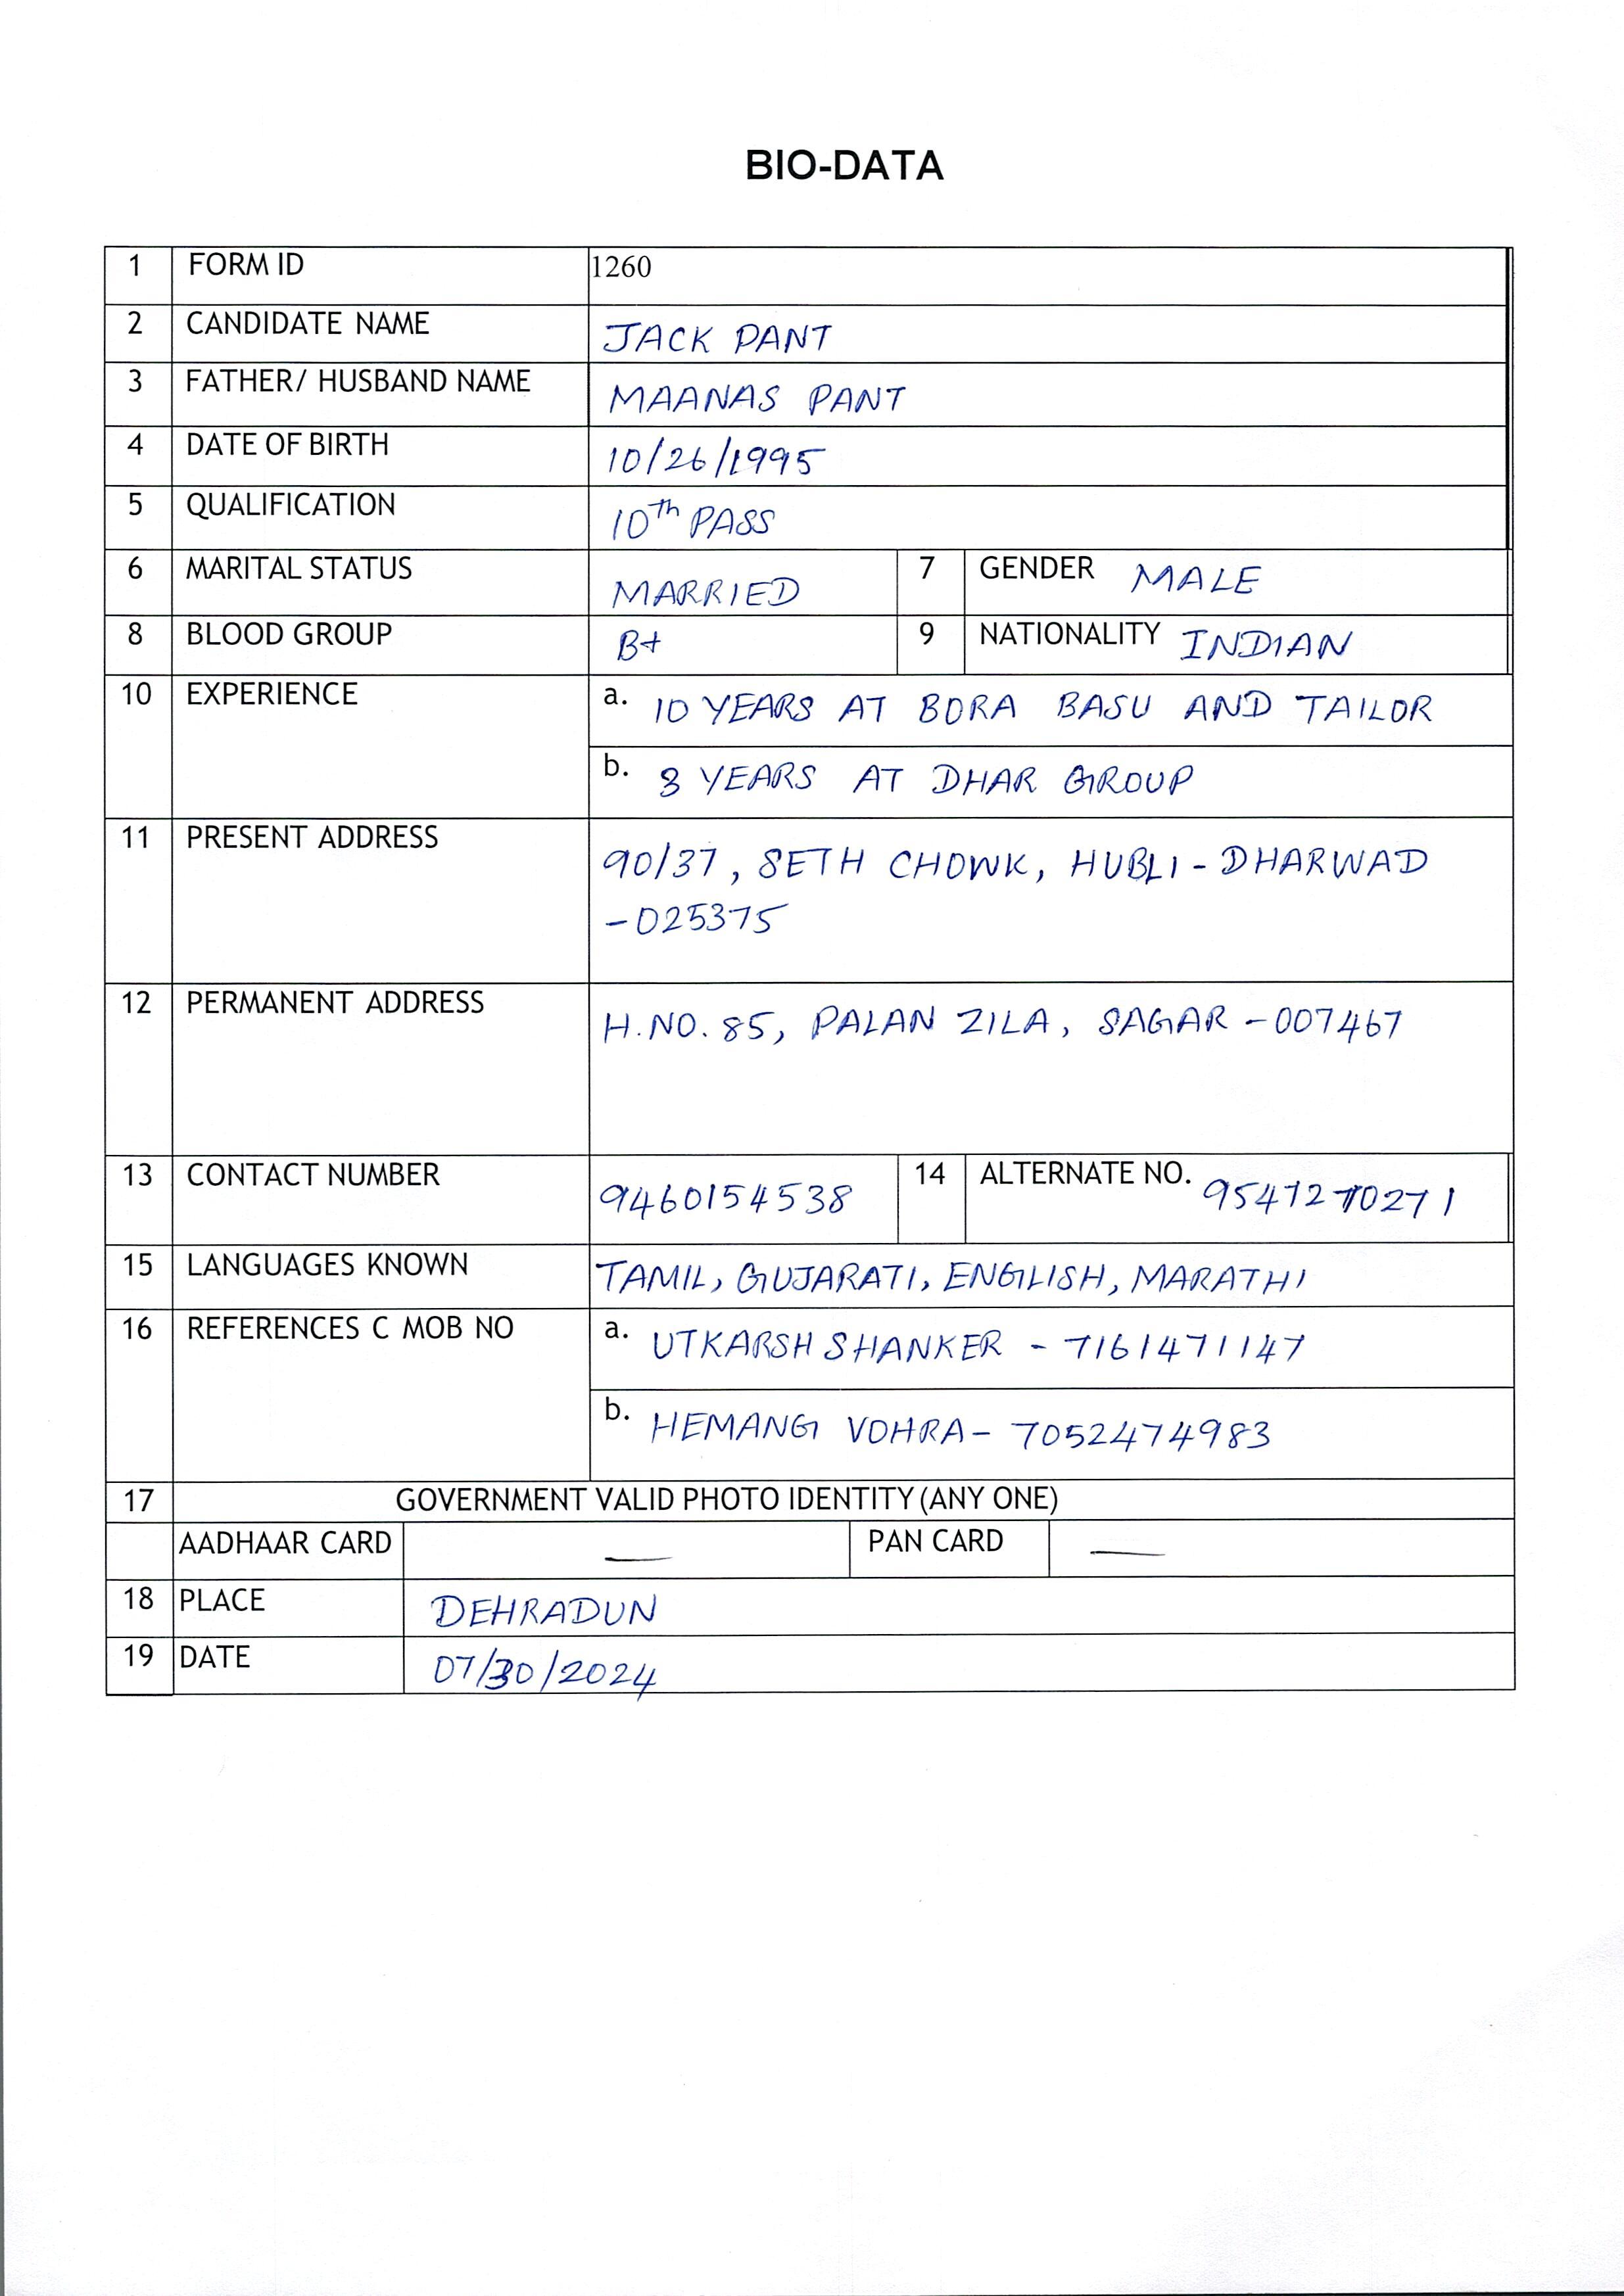 BIO-DATA
1 FORM ID 1260
2 CANDIDATE NAME JACK PANT
3 FATHER/ HUSBAND NAME MAANAS PANT
4 DATE OF BIRTH 10/26/1995
5 QUALIFICATION 10th PASS
6 MARITAL STATUS MARRIED 7 GENDER MALE
8 BLOOD GROUP B+ 9 NATIONALITY INDIAN
10 EXPERIENCE a. 10 YEARS AT BORA BASU AND TAILOR
b. 3 YEARS AT DHAR GROUP
11 PRESENT ADDRESS 90/37, SETH CHOWK, HUBLI-DHARWAD
-025375
12 PERMANENT ADDRESS H.NO. 85, PALAN ZILA, SAGAR -007467
13 CONTACT NUMBER 9460154538 14 ALTERNATE NO. 9547270271
15 LANGUAGES KNOWN TAMIL, GUJARATI, ENGLISH, MARATHI
16 REFERENCES C MOB NO a. UTKARSH SHANKER - 7161471147
b. HEMANG VOHRA - 7052474983
17 GOVERNMENT VALID PHOTO IDENTITY (ANY ONE)
AADHAAR CARD — PAN CARD —
18 PLACE DEHRADUN
19 DATE 07/30/2024